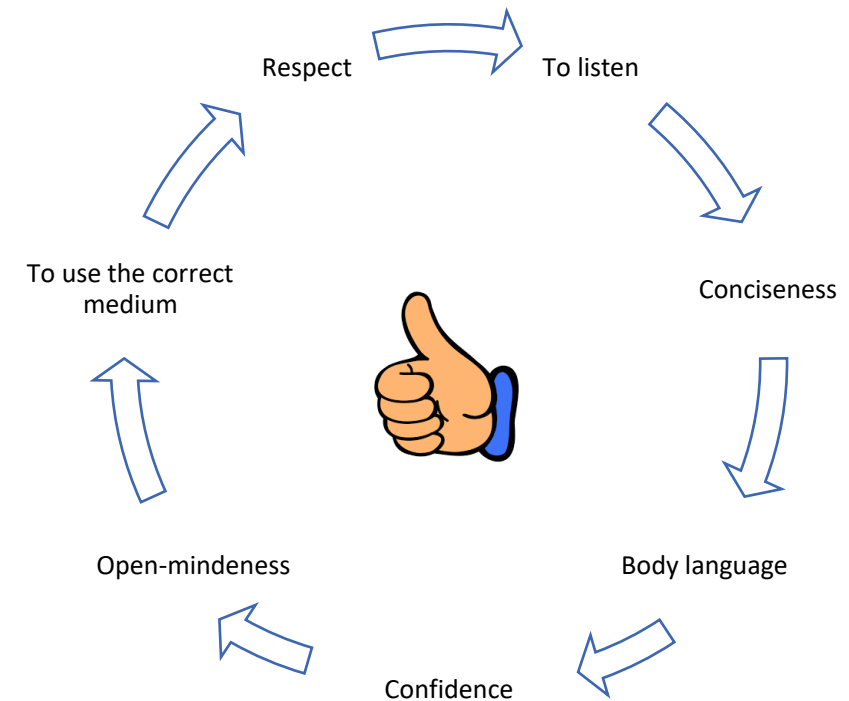 Respect
To listen
Conciseness
Body language
Confidence
Open-mindeness
To use the correct
medium